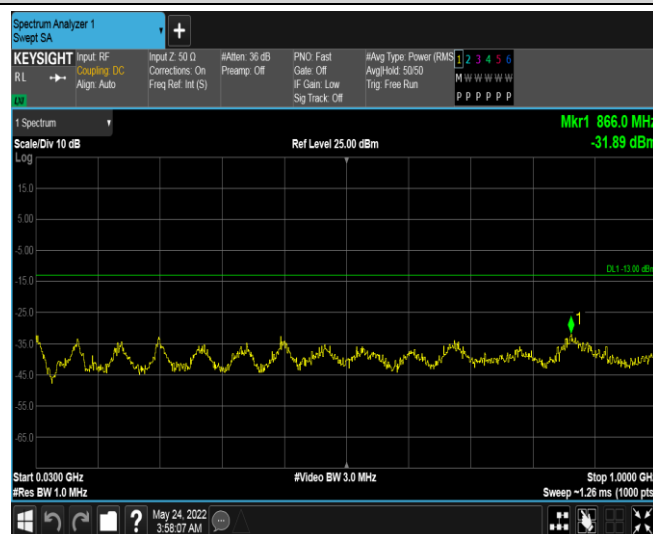 Spectrum Analyzer 1
Swept SA
+
KEYSIGHT
RL
Input: RF
Coupling: DC
Align: Auto
Input Z: 50 Ω
Corrections: On
Freq Ref: Int (S)
#Atten: 36 dB
Preamp: Off
PNO: Fast
Gate: Off
IF Gain: Low
Sig Track: Off
#Avg Type: Power (RMS
Avg|Hold: 50/50
Trig: Free Run
1 2 3 4 5 6
M W W W W W
P P P P P P
1 Spectrum
Mkr1 866.0 MHz
-31.89 dBm
Scale/Div 10 dB
Ref Level 25.00 dBm
Log
15.0
5.00
-5.00
DL1 -13.00 dBm
-15.0
-25.0
1
-35.0
-45.0
-55.0
-65.0
Start 0.0300 GHz
#Video BW 3.0 MHz
Stop 1.0000 GHz
#Res BW 1.0 MHz
Sweep ~1.26 ms (1000 pts)
?
May 24, 2022
3:58:07 AM